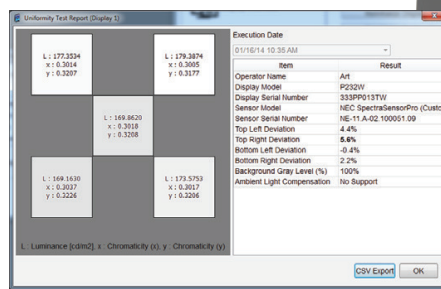 Uniformity Test Report (Display 1)
L : 177.3534
x : 0.3014
y : 0.3207
L : 179.3874
x : 0.3005
y : 0.3177
L : 169.8620
x : 0.3018
y : 0.3208
L : 169.1630
x : 0.3037
y : 0.3226
L : 173.5753
x : 0.3017
y : 0.3206
L : Luminance [cd/m2], x : Chromaticity (x), y : Chromaticity (y)
Execution Date
01/16/14 10:35 AM
Item Result
Operator Name Art
Display Model P232W
Display Serial Number 333PP013TW
Sensor Model NEC SpectraSensorPro (Custo
Sensor Serial Number NE-11.A-02.100051.09
Top Left Deviation 4.4%
Top Right Deviation 5.6%
Bottom Left Deviation -0.4%
Bottom Right Deviation 2.2%
Background Gray Level (%) 100%
Ambient Light Compensation No Support
CSV Export OK